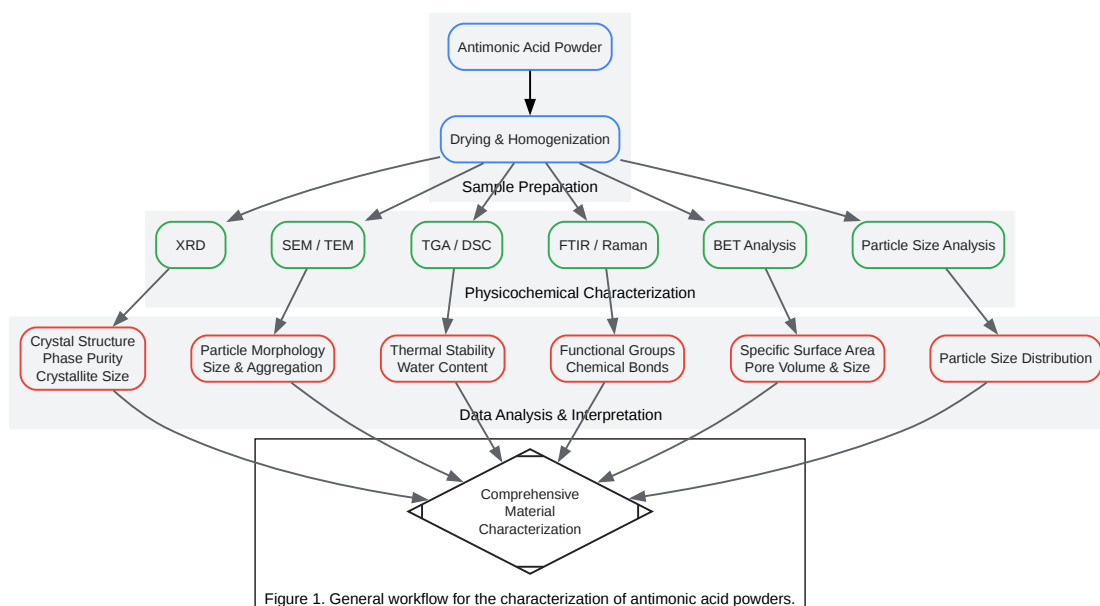 Antimonic Acid Powder
Drying & Homogenization
Sample Preparation
XRD
SEM / TEM
TGA / DSC
FTIR / Raman
BET Analysis
Particle Size Analysis
Physicochemical Characterization
Crystal Structure
Phase Purity
Crystallite Size
Particle Morphology
Size & Aggregation
Thermal Stability
Water Content
Functional Groups
Chemical Bonds
Specific Surface Area
Pore Volume & Size
Particle Size Distribution
Data Analysis & Interpretation
Comprehensive
Material
Characterization
Figure 1. General workflow for the characterization of antimonic acid powders.